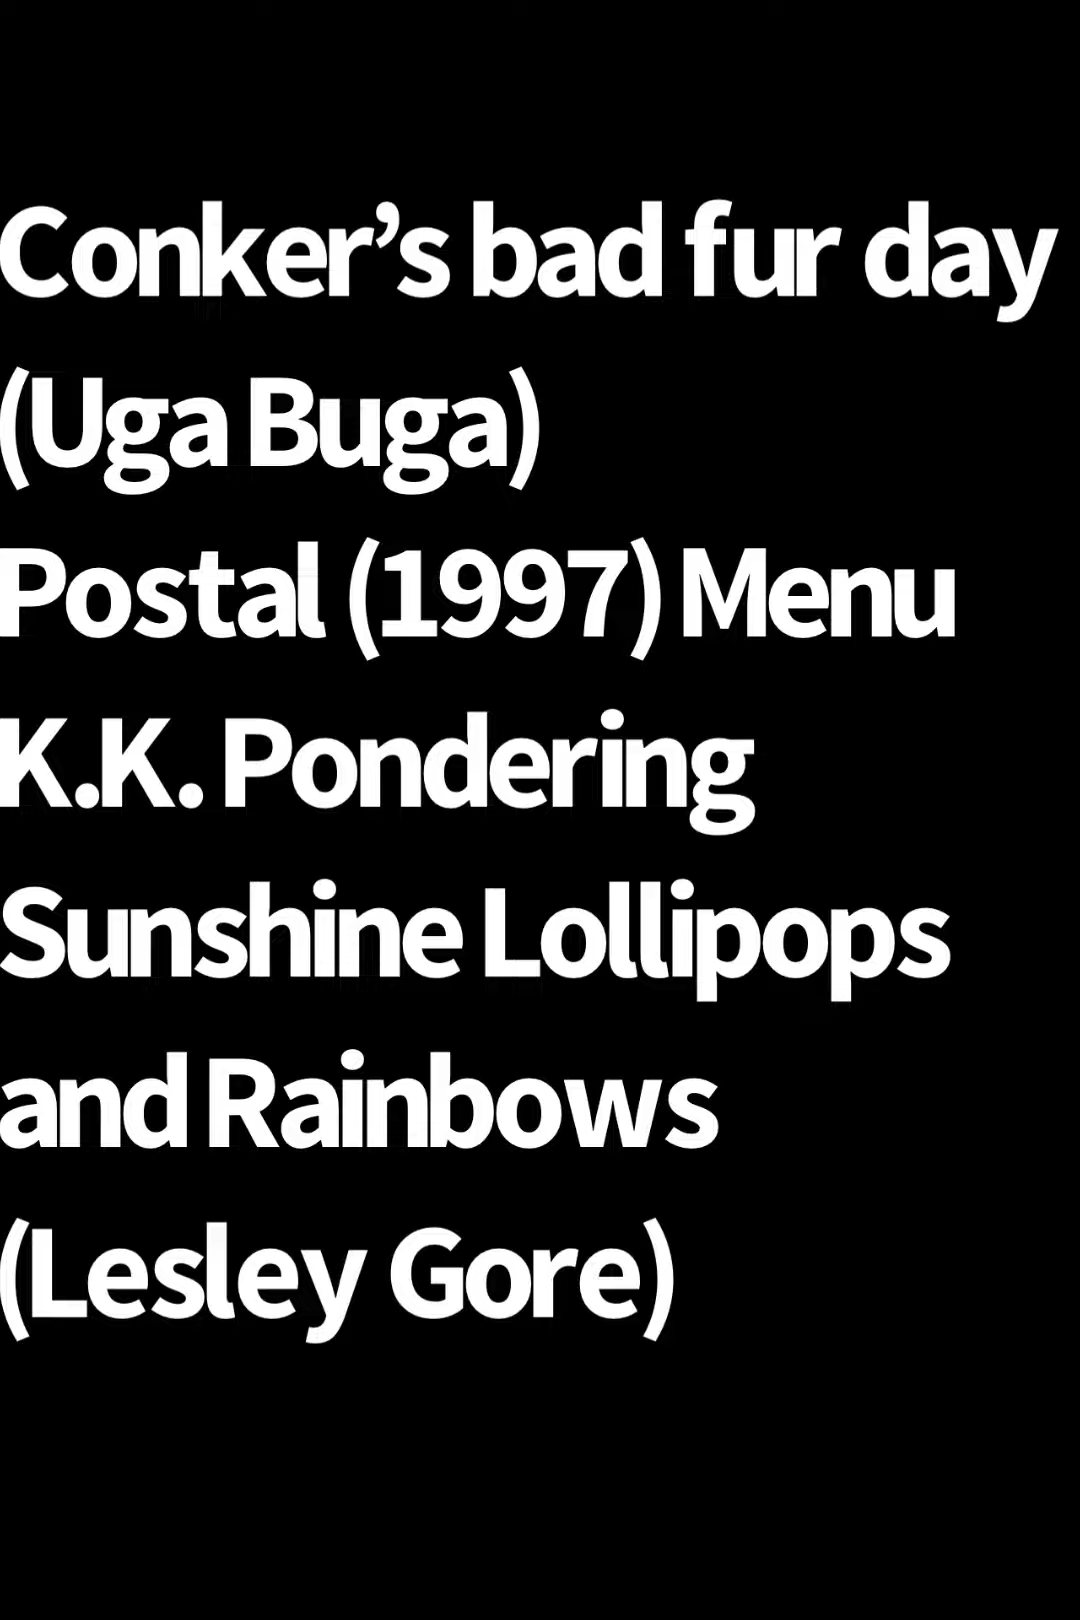 Conker’s bad fur day
(Uga Buga)
Postal (1997) Menu
K.K. Pondering
Sunshine Lollipops
and Rainbows
(Lesley Gore)